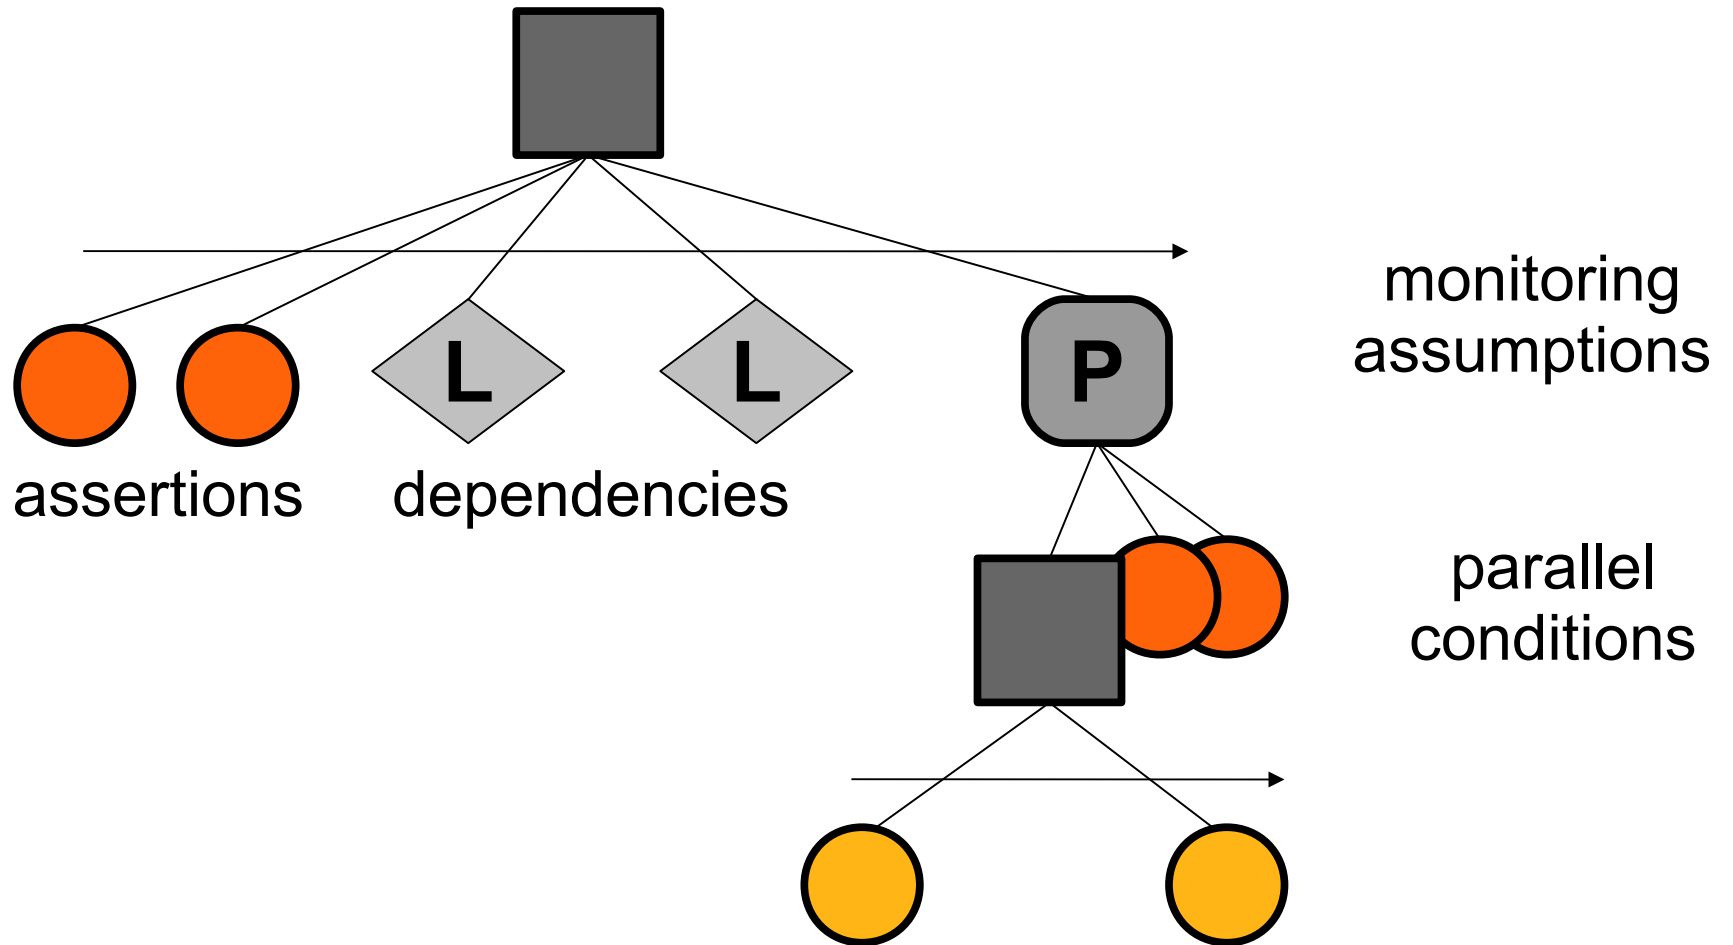 monitoring
assumptions
L
L
P
assertions
dependencies
parallel
conditions